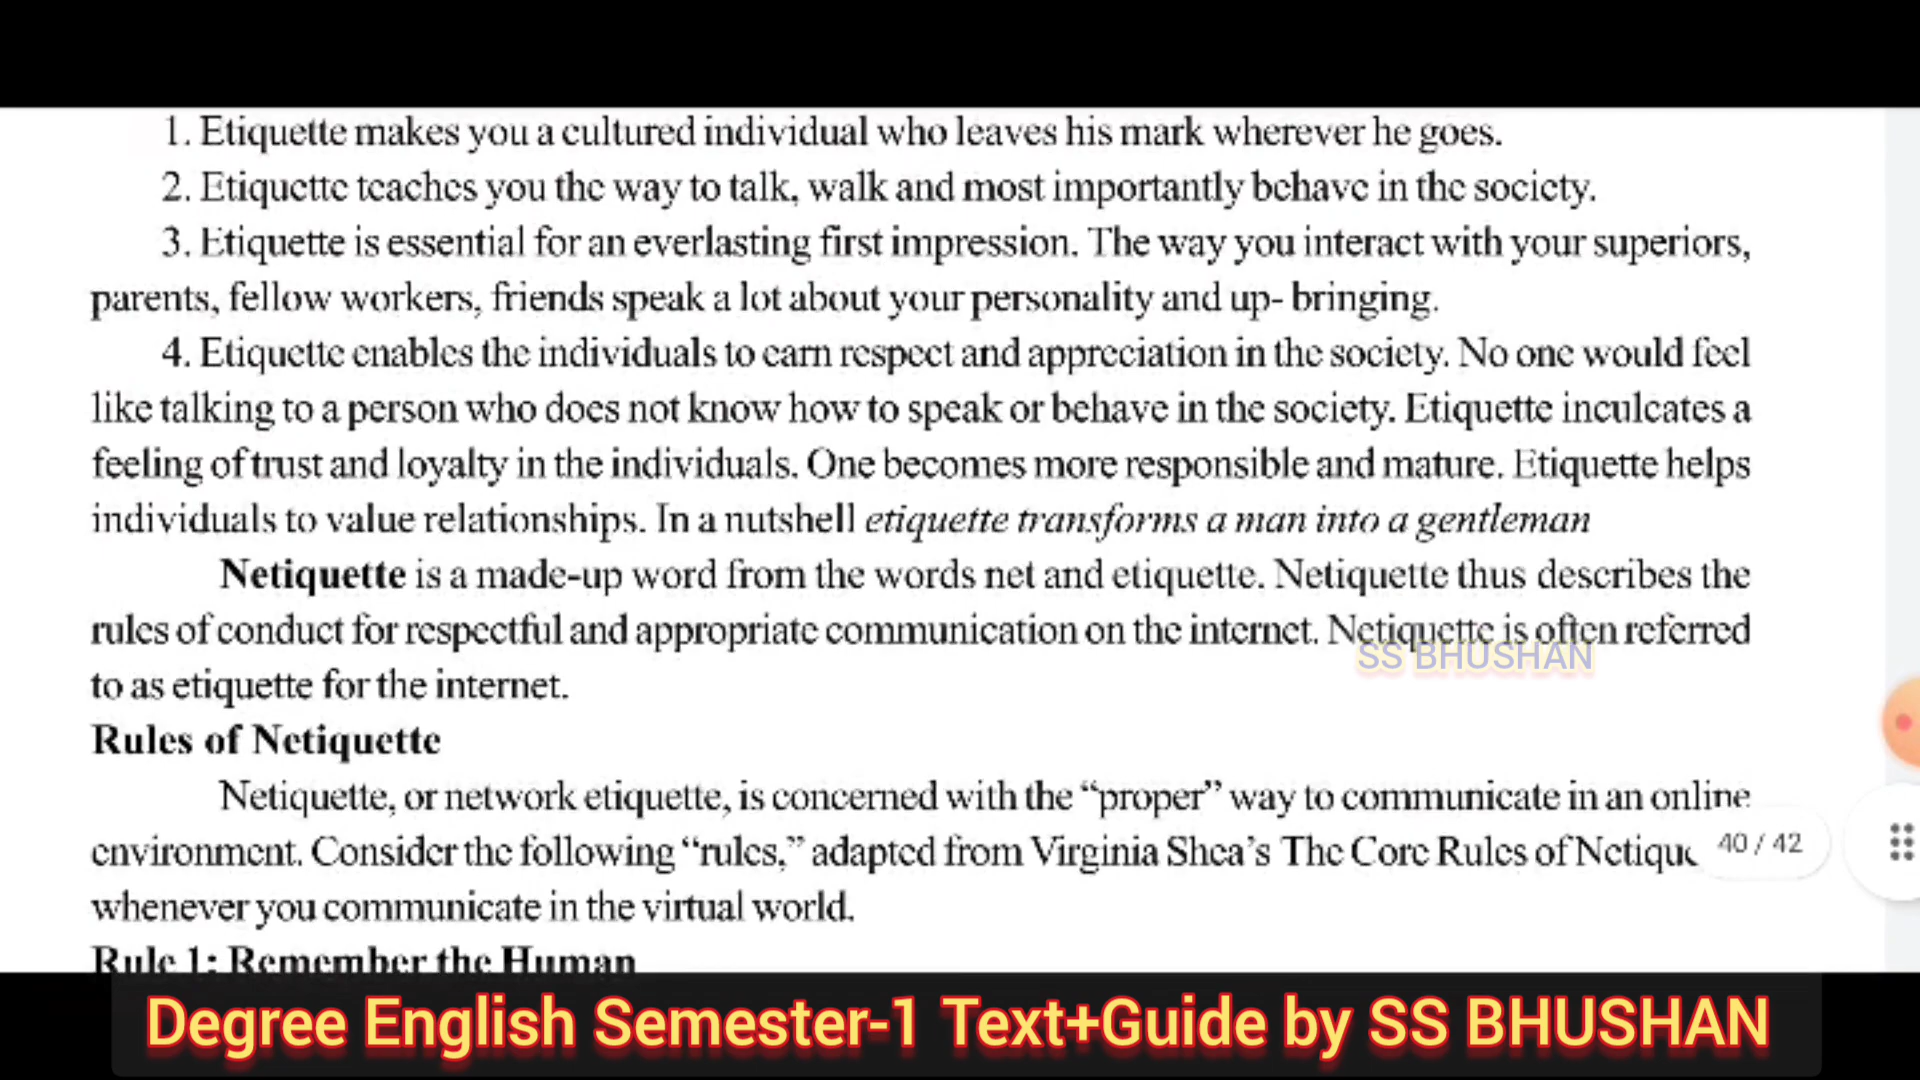 1. Etiquette makes you a cultured individual who leaves his mark wherever he goes.
2. Etiquette teaches you the way to talk, walk and most importantly behave in the society.
3. Etiquette is essential for an everlasting first impression. The way you interact with your superiors,
parents, fellow workers, friends speak a lot about your personality and up- bringing.
4. Etiquette enables the individuals to earn respect and appreciation in the society. No one would feel
like talking to a person who does not know how to speak or behave in the society. Etiquette inculcates a
feeling of trust and loyalty in the individuals. One becomes more responsible and mature. Etiquette helps
individuals to value relationships. In a nutshell etiquette transforms a man into a gentleman
Netiquette is a made-up word from the words net and etiquette. Netiquette thus describes the
rules of conduct for respectful and appropriate communication on the internet. Netiquette is often referred
SS BHUSHAN
to as etiquette for the internet.
Rules of Netiquette
Netiquette, or network etiquette, is concerned with the “proper” way to communicate in an online
environment. Consider the following “rules,” adapted from Virginia Shea’s The Core Rules of Netique
40 / 42
whenever you communicate in the virtual world.
Rule 1: Remember the Human
Degree English Semester-1 Text+Guide by SS BHUSHAN